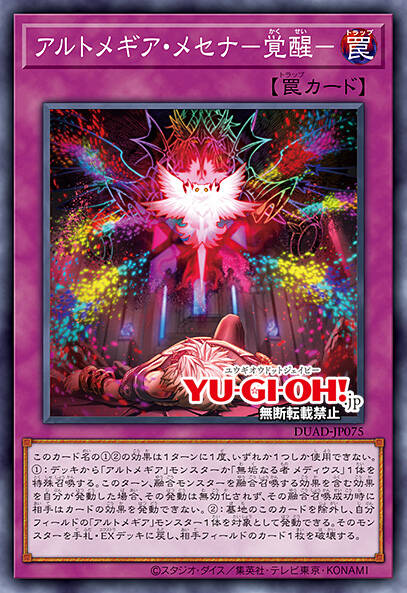 アルトメギア・メセナ－覚醒－
罠
【罠カード】
ユウギオウドットジェイピー
YU-GI-OH!.jp
無断転載禁止
DUAD-JP075
このカード名の①②の効果は1ターンに1度、いずれか1つしか使用できない。
①：デッキから「アルトメギア」モンスターか「無垢なる者 メディウス」1体を
特殊召喚する。このターン、融合モンスターを融合召喚する効果を含む効果
を自分が発動した場合、その発動は無効化されず、その融合召喚成功時に
相手はカードの効果を発動できない。②：墓地のこのカードを除外し、自分
フィールドの「アルトメギア」モンスター1体を対象として発動できる。そのモン
スターを手札・EXデッキに戻し、相手フィールドのカード1枚を破壊する。
©スタジオ・ダイス／集英社・テレビ東京・KONAMI